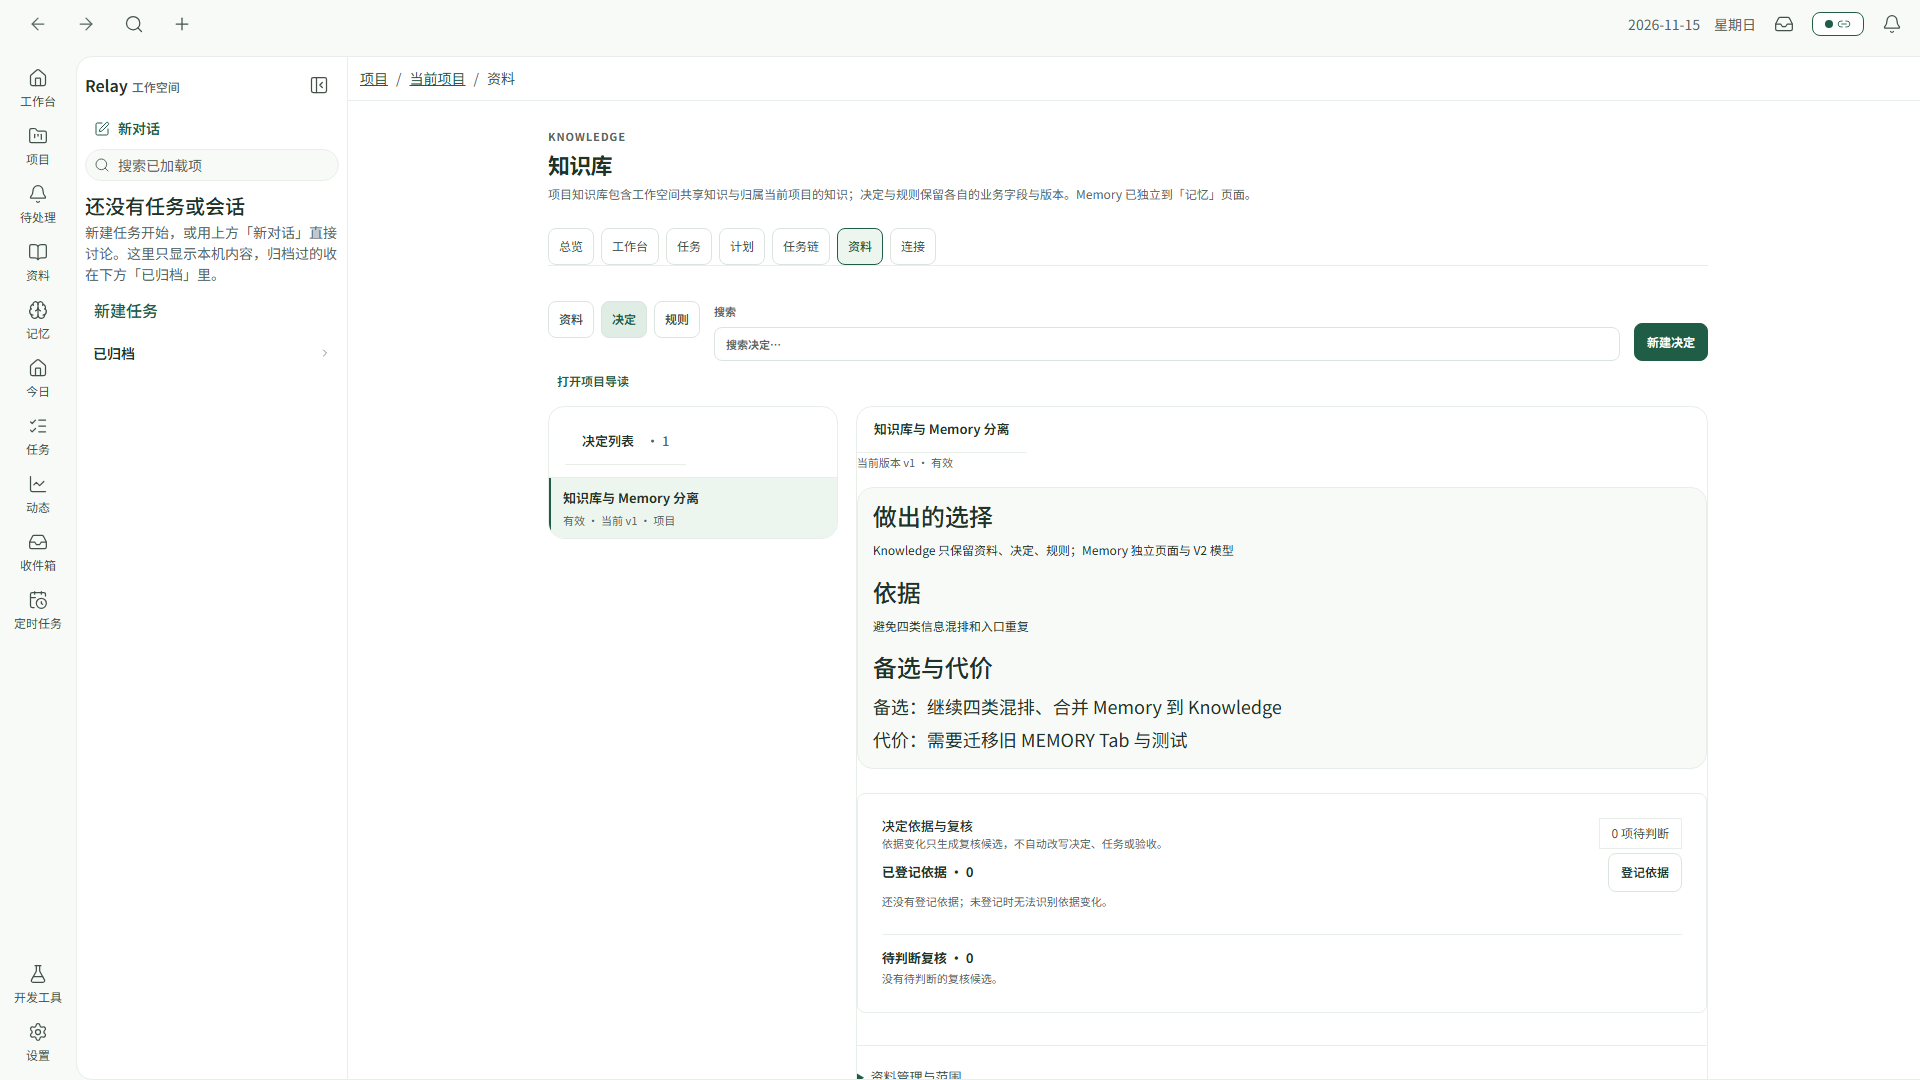 2026-11-15 星期日
工作台
项目
待处理
资料
记忆
今日
任务
动态
收件箱
定时任务
开发工具
设置
Relay 工作空间
新对话
搜索已加载项
还没有任务或会话
新建任务开始，或用上方「新对话」直接
讨论。这里只显示本机内容，归档过的收
在下方「已归档」里。
新建任务
已归档
项目 / 当前项目 / 资料
KNOWLEDGE
知识库
项目知识库包含工作空间共享知识与归属当前项目的知识；决定与规则保留各自的业务字段与版本。Memory 已独立到「记忆」页面。
总览 工作台 任务 计划 任务链 资料 连接
资料 决定 规则
搜索
搜索决定…
新建决定
打开项目导读
决定列表 • 1
知识库与 Memory 分离
有效 • 当前 v1 • 项目
知识库与 Memory 分离
当前版本 v1 • 有效
做出的选择
Knowledge 只保留资料、决定、规则；Memory 独立页面与 V2 模型
依据
避免四类信息混排和入口重复
备选与代价
备选：继续四类混排、合并 Memory 到 Knowledge
代价：需要迁移旧 MEMORY Tab 与测试
决定依据与复核
依据变化只生成复核候选，不自动改写决定、任务或验收。
0 项待判断
已登记依据 • 0
登记依据
还没有登记依据；未登记时无法识别依据变化。
待判断复核 • 0
没有待判断的复核候选。
资料管理与范围